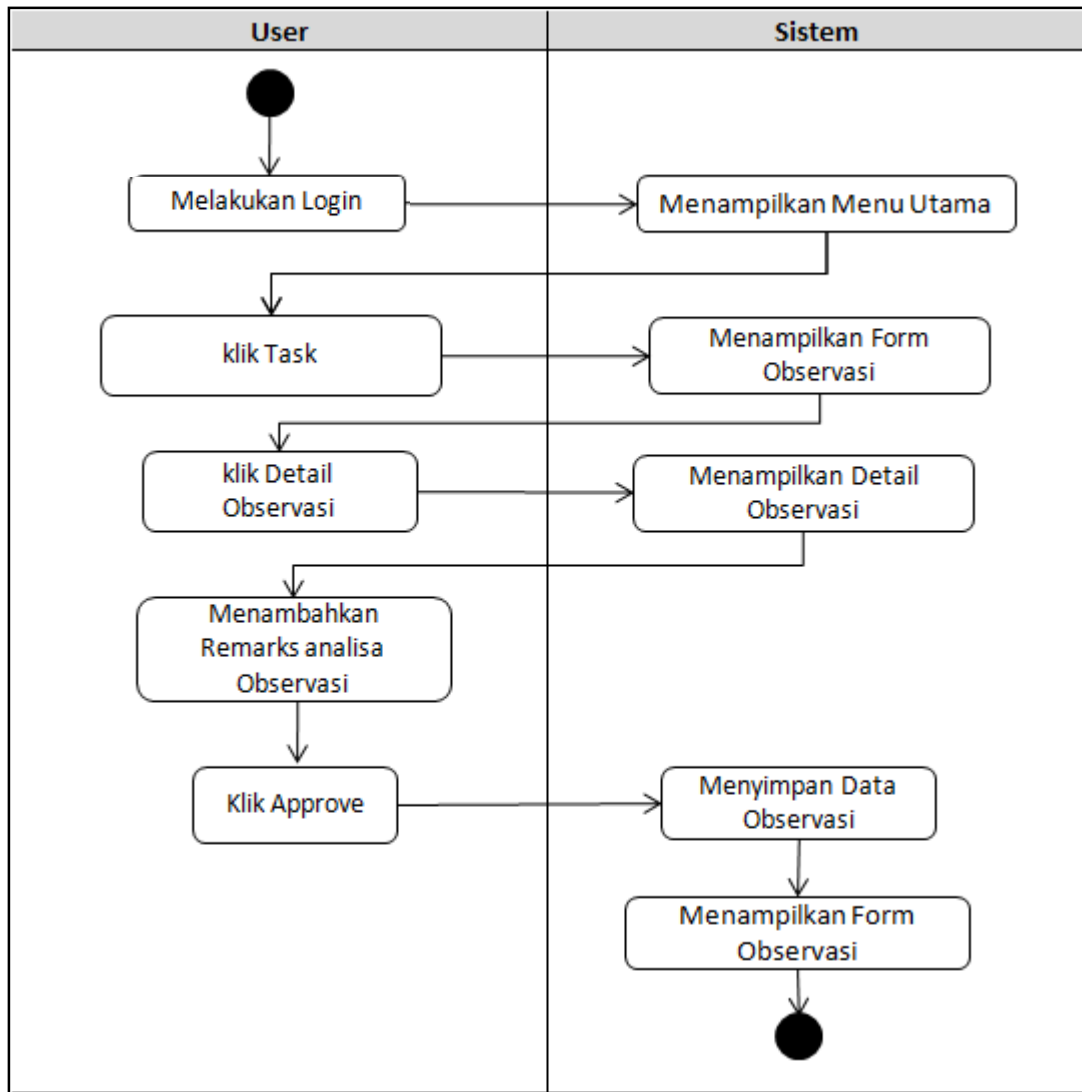 User
Sistem
Melakukan Login
Menampilkan Menu Utama
klik Task
Menampilkan Form
Observasi
klik Detail
Observasi
Menampilkan Detail
Observasi
Menambahkan
Remarks analisa
Observasi
Klik Approve
Menyimpan Data
Observasi
Menampilkan Form
Observasi